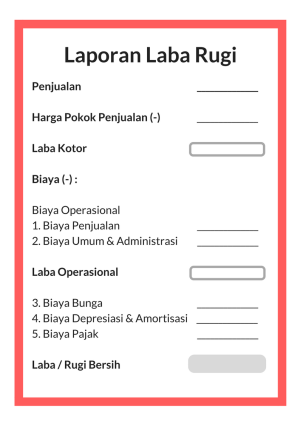 Laporan Laba Rugi
Penjualan
Harga Pokok Penjualan (-)
Laba Kotor
Biaya (-) :
Biaya Operasional
1. Biaya Penjualan
2. Biaya Umum & Administrasi
Laba Operasional
3. Biaya Bunga
4. Biaya Depresiasi & Amortisasi
5. Biaya Pajak
Laba / Rugi Bersih